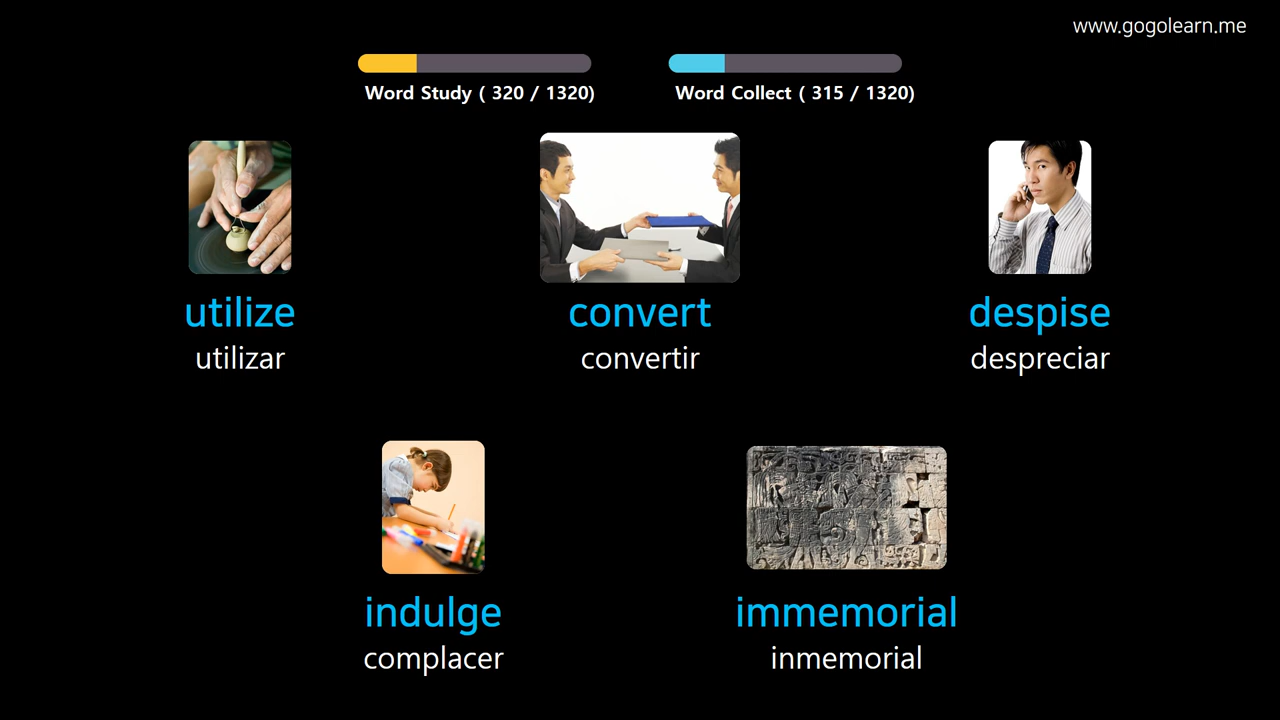 www.gogolearn.me
Word Study ( 320 / 1320)
Word Collect ( 315 / 1320)
utilize
utilizar
convert
convertir
despise
despreciar
indulge
complacer
immemorial
inmemorial